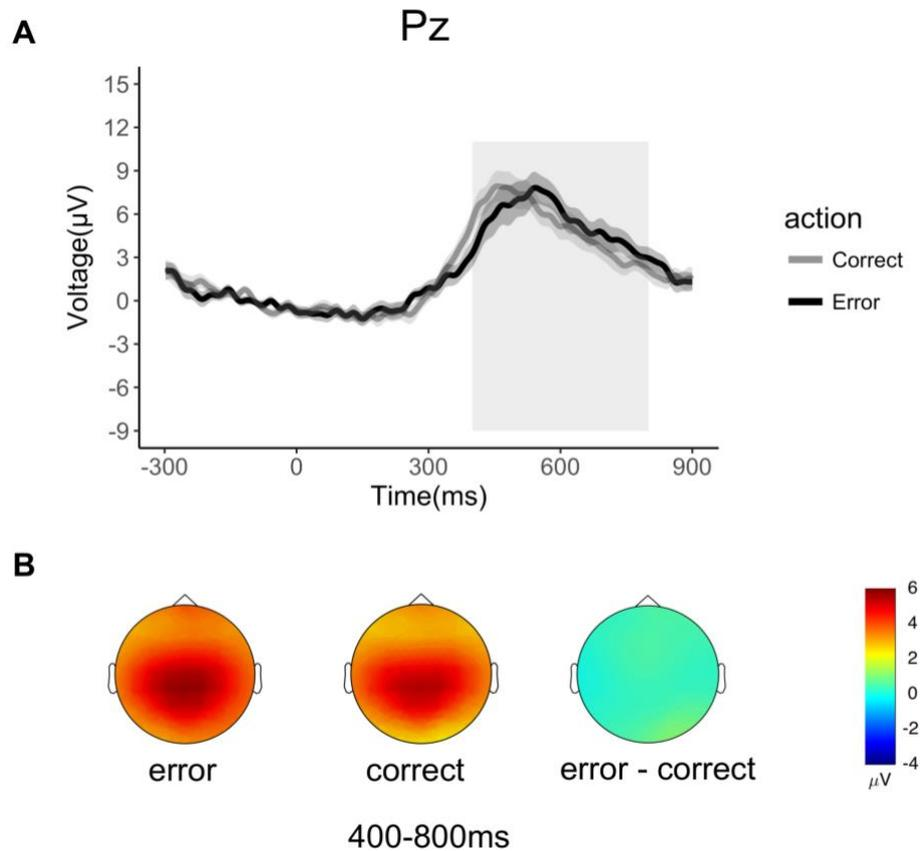 A
Pz
15
12
9
6
3
0
-3
-6
-9
Voltage(μV)
-300 0 300 600 900
Time(ms)
action
Correct
Error
B
error correct error - correct
6
4
2
0
-2
-4
μV
400-800ms